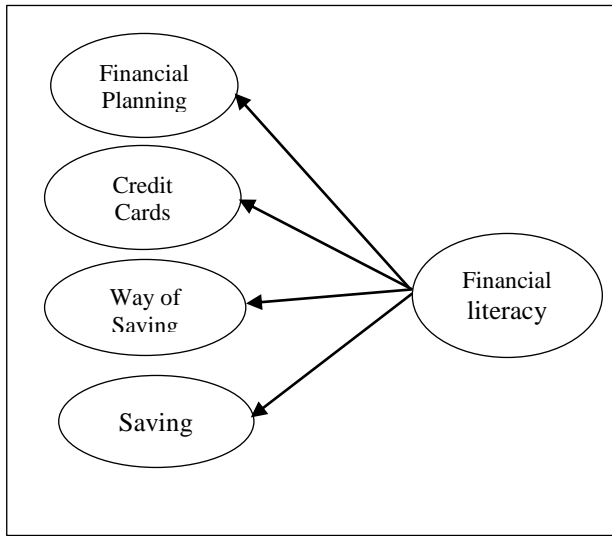 Financial
Planning
Credit
Cards
Way of
Saving
Financial
literacy
Saving